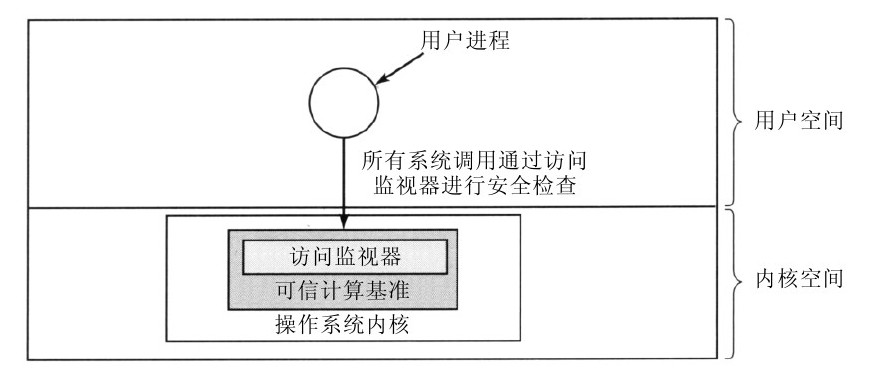 用户进程
用户空间
所有系统调用通过访问
监视器进行安全检查
访问监视器
可信计算基准
操作系统内核
内核空间